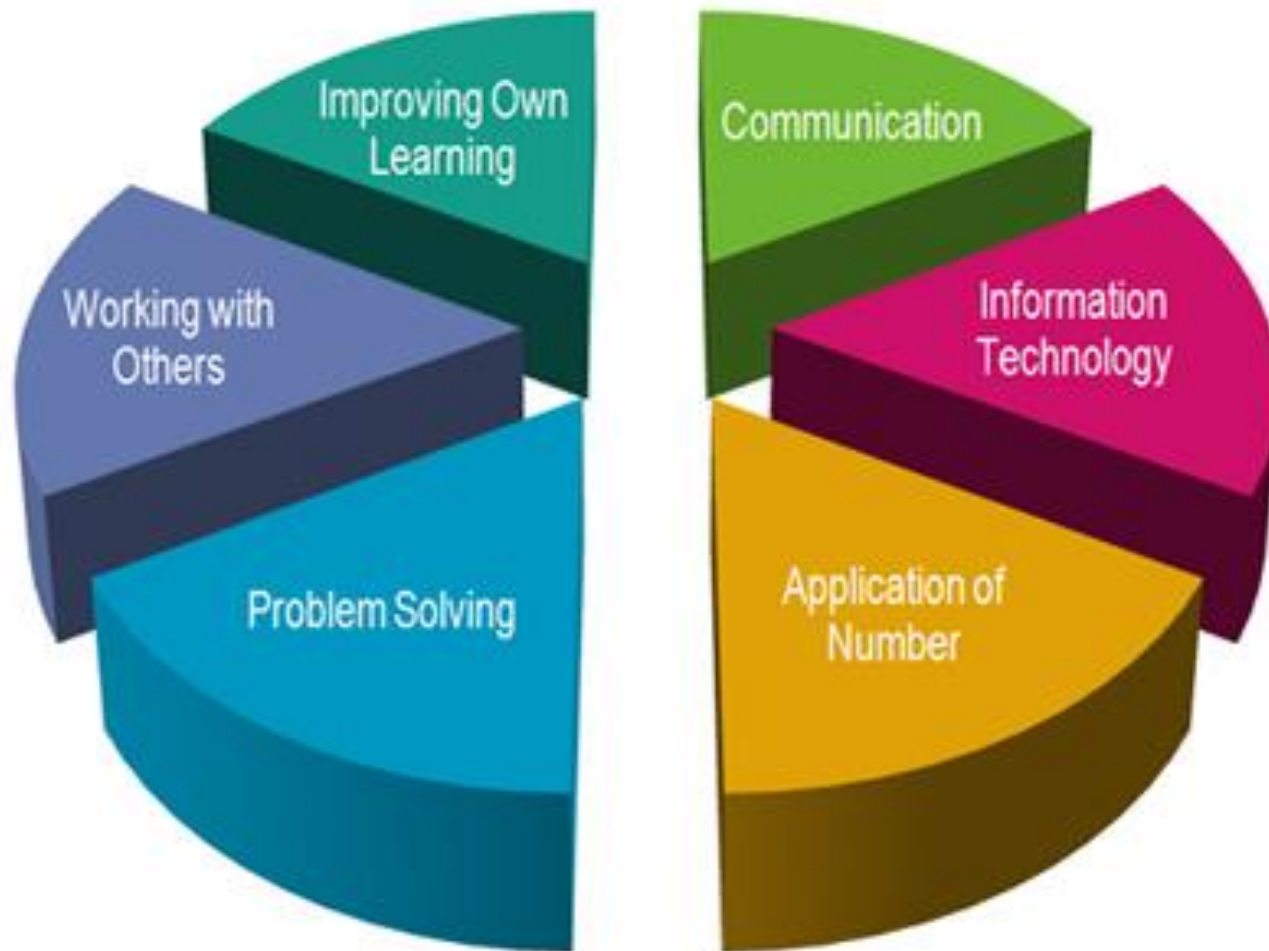 Improving Own
Learning
Communication
Working with
Others
Information
Technology
Problem Solving
Application of
Number